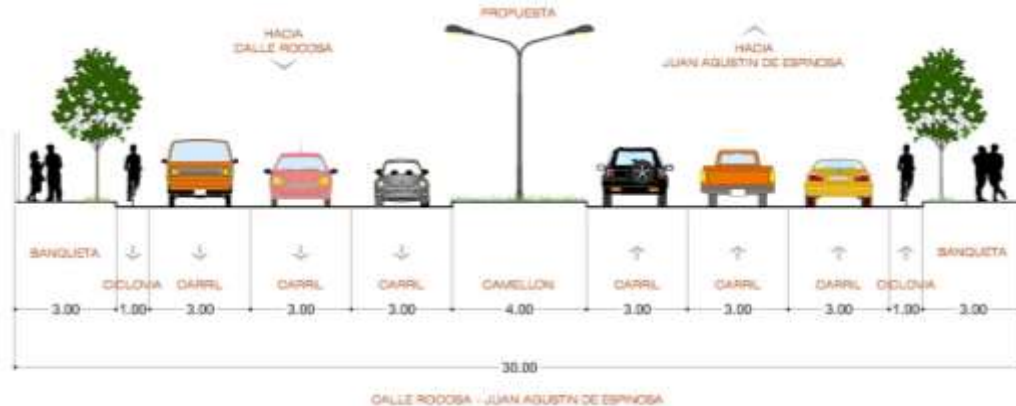 PROPUESTA
HACIA
CALLE ROCOSA
HACIA
JUAN AGUSTIN DE ESPINOSA
BANQUETA
CICLOVIA
CARRIL
CARRIL
CARRIL
CAMELLON
CARRIL
CARRIL
CARRIL
CICLOVIA
BANQUETA
3.00
1.00
3.00
3.00
3.00
4.00
3.00
3.00
3.00
1.00
3.00
30.00
CALLE ROCOSA - JUAN AGUSTIN DE ESPINOSA